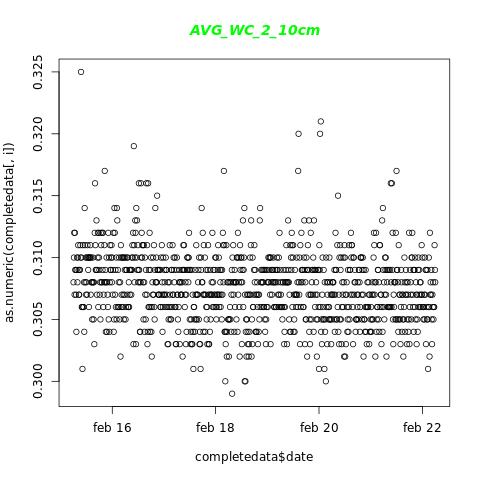 AVG_WC_2_10cm
as.numeric(completedata[, i])
0.325
0.320
0.315
0.310
0.305
0.300
feb 16
feb 18
feb 20
feb 22
completedata$date